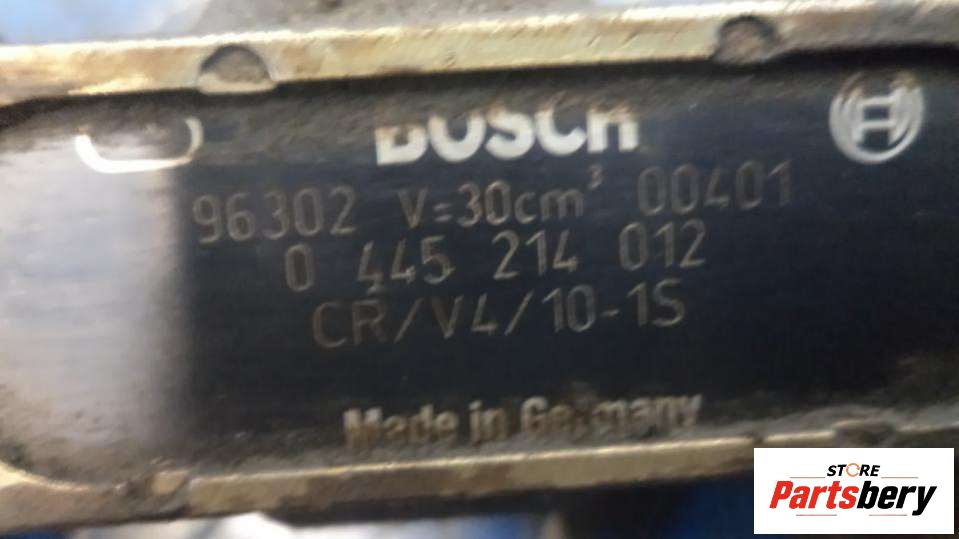 BOSCH
96302 V=30cm³ 00401
0 445 214 012
CR/V4/10-1S
Made in Germany
STORE
Partsbery